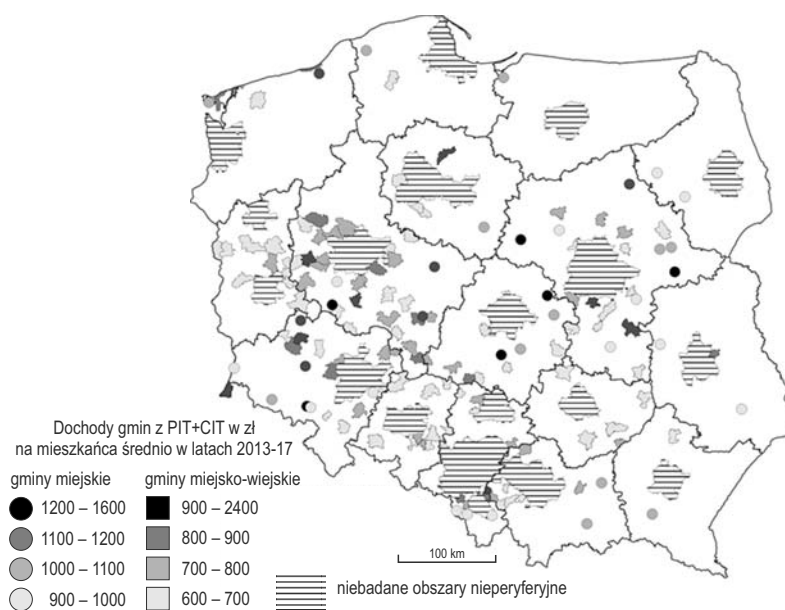 Dochody gmin z PIT+CIT w zł
na mieszkańca średnio w latach 2013-17
gminy miejskie
1200 – 1600
1100 – 1200
1000 – 1100
900 – 1000
gminy miejsko-wiejskie
900 – 2400
800 – 900
700 – 800
600 – 700
100 km
niebadane obszary nieperyferyjne